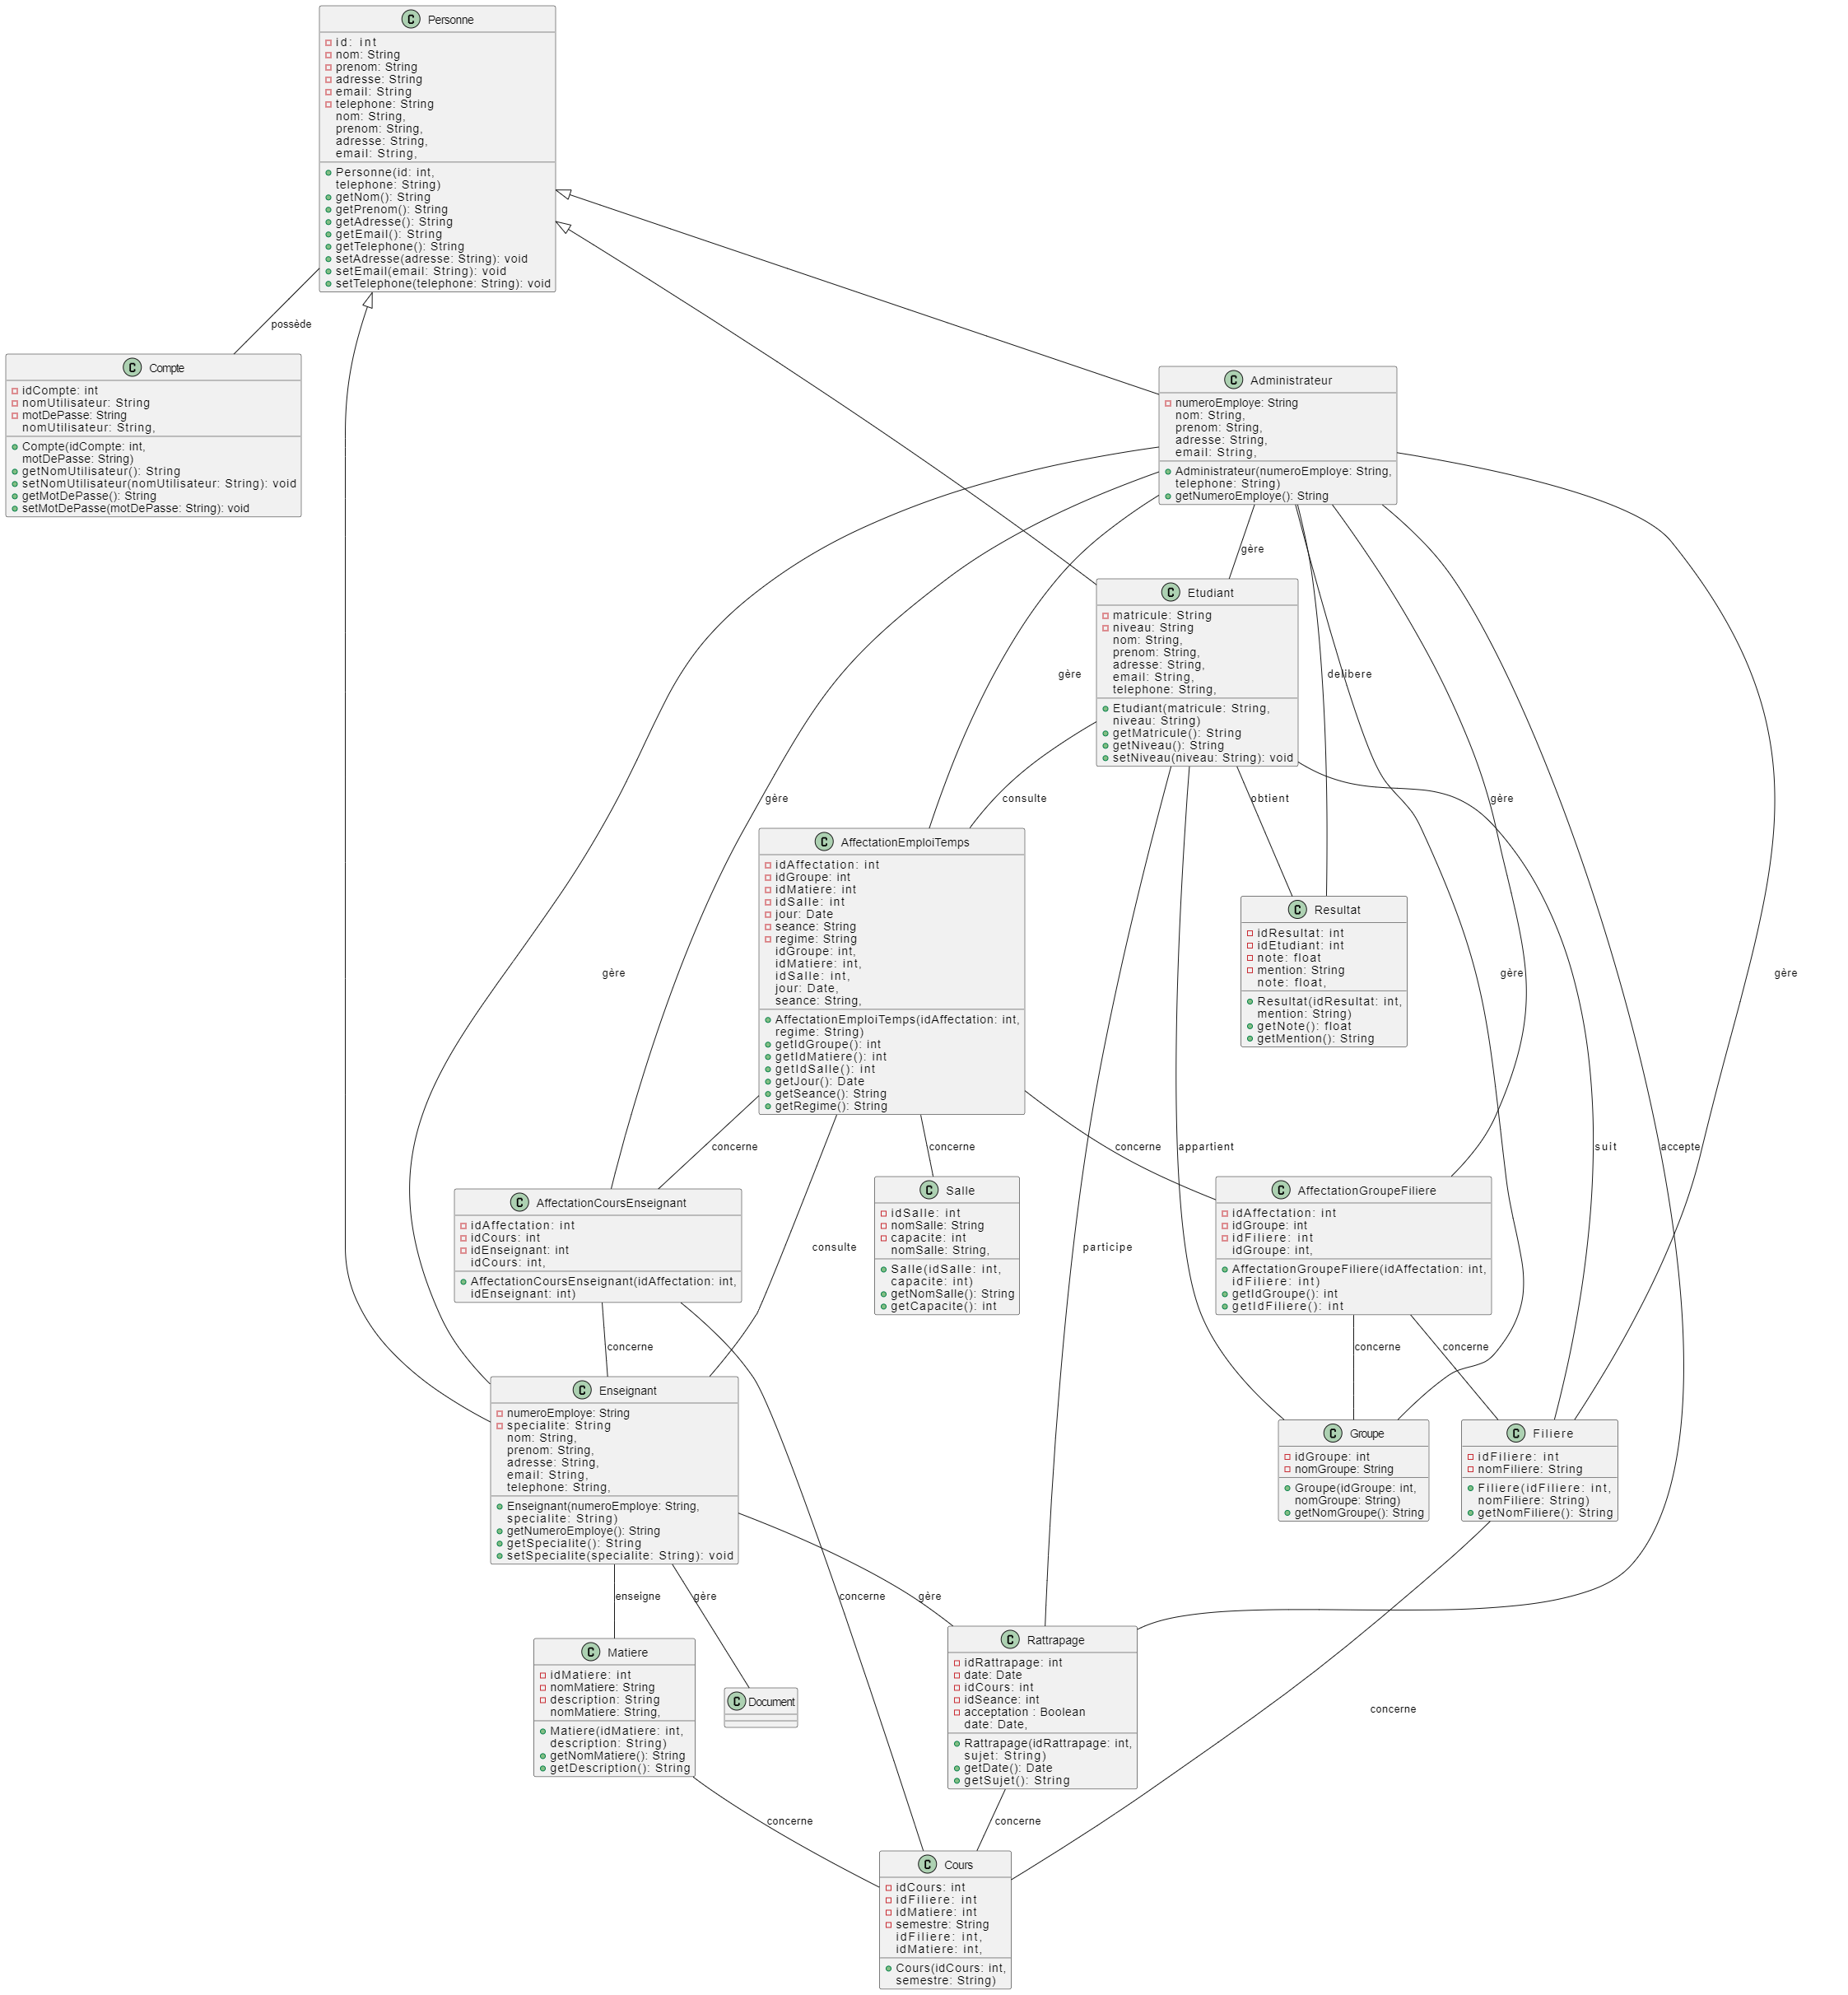 C Personne
id: int
nom: String
prenom: String
adresse: String
email: String
telephone: String
nom: String,
prenom: String,
adresse: String,
email: String,
Personne(id: int,
telephone: String)
getNom(): String
getPrenom(): String
getAdresse(): String
getEmail(): String
getTelephone(): String
setAdresse(adresse: String): void
setEmail(email: String): void
setTelephone(telephone: String): void
possède
C Compte
idCompte: int
nomUtilisateur: String
motDePasse: String
nomUtilisateur: String,
Compte(idCompte: int,
motDePasse: String)
getNomUtilisateur(): String
setNomUtilisateur(nomUtilisateur: String): void
getMotDePasse(): String
setMotDePasse(motDePasse: String): void
C Administrateur
numeroEmploye: String
nom: String,
prenom: String,
adresse: String,
email: String,
Administrateur(numeroEmploye: String,
telephone: String)
getNumeroEmploye(): String
gère
C Etudiant
matricule: String
niveau: String
nom: String,
prenom: String,
adresse: String,
email: String,
telephone: String,
Etudiant(matricule: String,
niveau: String)
getMatricule(): String
getNiveau(): String
setNiveau(niveau: String): void
gère
delibere
gère
consulte
obtient
gère
C AffectationEmploiTemps
idAffectation: int
idGroupe: int
idMatiere: int
idSalle: int
jour: Date
seance: String
regime: String
idGroupe: int,
idMatiere: int,
idSalle: int,
jour: Date,
seance: String,
AffectationEmploiTemps(idAffectation: int,
regime: String)
getIdGroupe(): int
getIdMatiere(): int
getIdSalle(): int
getJour(): Date
getSeance(): String
getRegime(): String
C Resultat
idResultat: int
idEtudiant: int
note: float
mention: String
note: float,
Resultat(idResultat: int,
mention: String)
getNote(): float
getMention(): String
gère
gère
gère
concerne
concerne
concerne
appartient
suit
accepte
C AffectationCoursEnseignant
idAffectation: int
idCours: int
idEnseignant: int
idCours: int,
AffectationCoursEnseignant(idAffectation: int,
idEnseignant: int)
consulte
C Salle
idSalle: int
nomSalle: String
capacite: int
nomSalle: String,
Salle(idSalle: int,
capacite: int)
getNomSalle(): String
getCapacite(): int
participe
C AffectationGroupeFiliere
idAffectation: int
idGroupe: int
idFiliere: int
idGroupe: int,
AffectationGroupeFiliere(idAffectation: int,
idFiliere: int)
getIdGroupe(): int
getIdFiliere(): int
concerne
concerne
concerne
C Enseignant
numeroEmploye: String
specialite: String
nom: String,
prenom: String,
adresse: String,
email: String,
telephone: String,
Enseignant(numeroEmploye: String,
specialite: String)
getNumeroEmploye(): String
getSpecialite(): String
setSpecialite(specialite: String): void
C Groupe
idGroupe: int
nomGroupe: String
Groupe(idGroupe: int,
nomGroupe: String)
getNomGroupe(): String
C Filiere
idFiliere: int
nomFiliere: String
Filiere(idFiliere: int,
nomFiliere: String)
getNomFiliere(): String
enseigne
gère
concerne
gère
C Matiere
idMatiere: int
nomMatiere: String
description: String
nomMatiere: String,
Matiere(idMatiere: int,
description: String)
getNomMatiere(): String
getDescription(): String
C Document
C Rattrapage
idRattrapage: int
date: Date
idCours: int
idSeance: int
acceptation : Boolean
date: Date,
Rattrapage(idRattrapage: int,
sujet: String)
getDate(): Date
getSujet(): String
concerne
concerne
concerne
C Cours
idCours: int
idFiliere: int
idMatiere: int
semestre: String
idFiliere: int,
idMatiere: int,
Cours(idCours: int,
semestre: String)